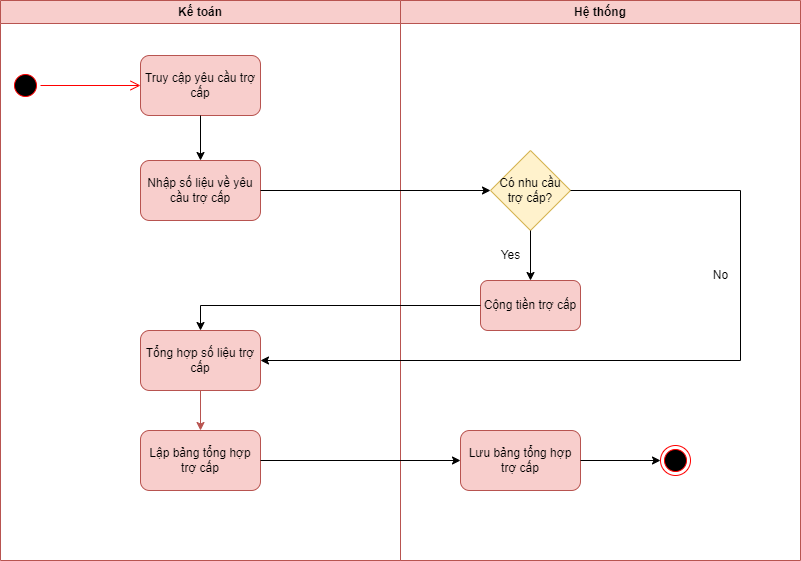 Kế toán
Hệ thống
Truy cập yêu cầu trợ
cấp
Nhập số liệu về yêu
cầu trợ cấp
Có nhu cầu
trợ cấp?
Yes
No
Cộng tiền trợ cấp
Tổng hợp số liệu trợ
cấp
Lập bảng tổng hợp
trợ cấp
Lưu bảng tổng hợp
trợ cấp